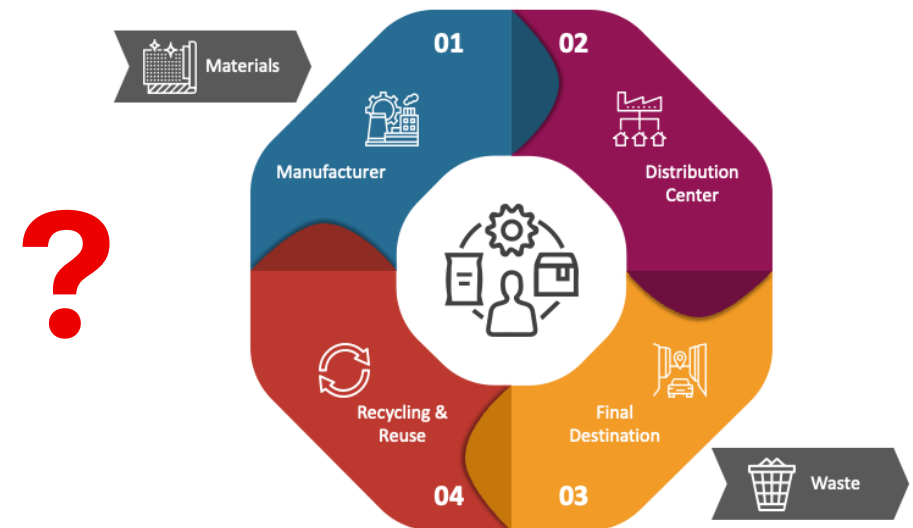 01
02
Materials
Manufacturer
Distribution
Center
?
Recycling &
Reuse
Final
Destination
04
03
Waste